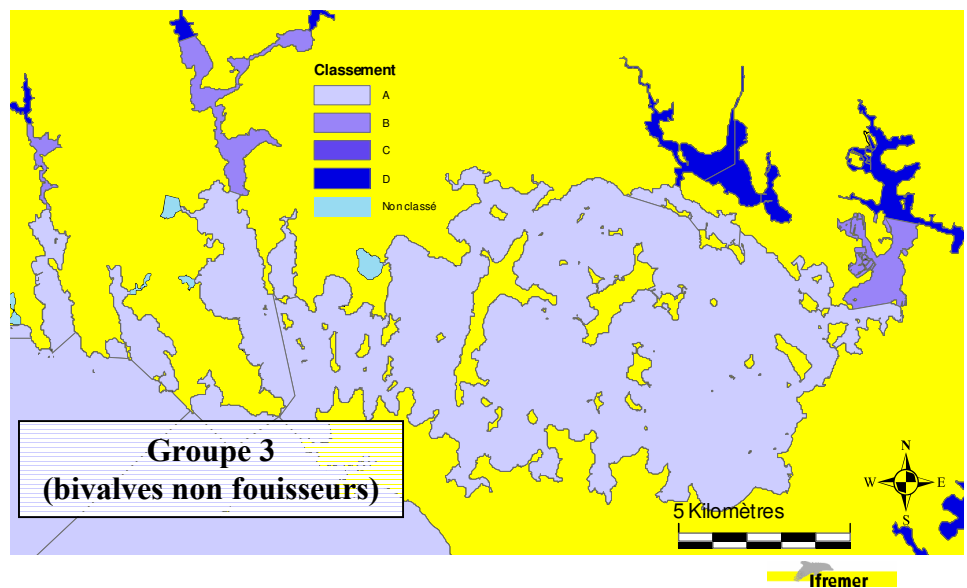 Classement
A
B
C
D
Non classé
Groupe 3
(bivalves non fouisseurs)
N
W
E
S
5 Kilomètres
Ifremer